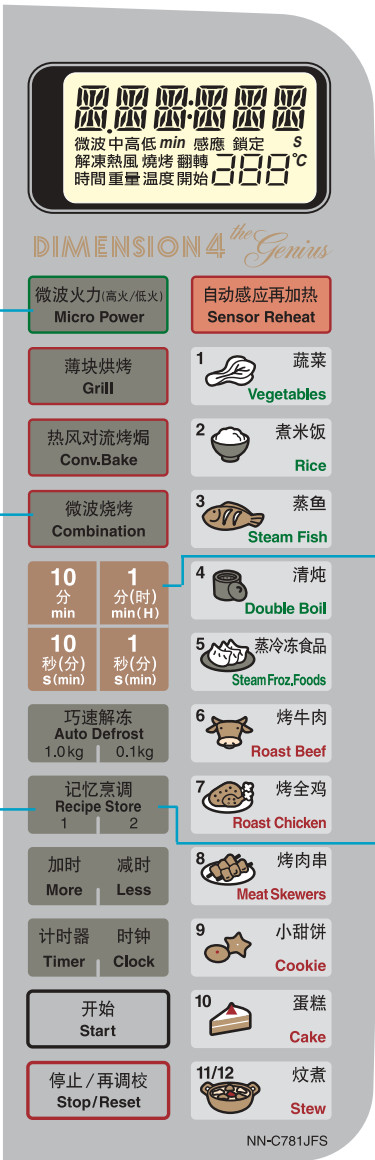 微波中高低 min 感應 鎖定 S
解凍熱風 燒烤 翻轉 °C
時間重量温度開始
DIMENSION 4 the Genius
微波火力(高火/低火)
Micro Power
自动感应再加热
Sensor Reheat
薄块烘烤
Grill
1 蔬菜
Vegetables
热风对流烤焗
Conv.Bake
2 煮米饭
Rice
微波烧烤
Combination
3 蒸鱼
Steam Fish
10
分
min
1
分(时)
min(H)
4 清炖
Double Boil
10
秒(分)
s(min)
1
秒(分)
s(min)
5 蒸冷冻食品
Steam Froz.Foods
巧速解冻
Auto Defrost
1.0kg 0.1kg
6 烤牛肉
Roast Beef
记忆烹调
Recipe Store
1 2
7 烤全鸡
Roast Chicken
加时 减时
More Less
8 烤肉串
Meat Skewers
计时器 时钟
Timer Clock
9 小甜饼
Cookie
开始
Start
10 蛋糕
Cake
停止/再调校
Stop/Reset
11/12 炆煮
Stew
NN-C781JFS